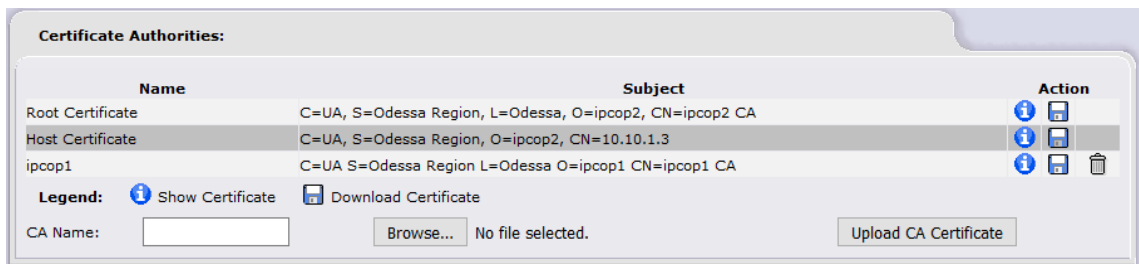 Certificate Authorities:
Name Subject Action
Root Certificate C=UA, S=Odessa Region, L=Odessa, O=ipcop2, CN=ipcop2 CA
Host Certificate C=UA, S=Odessa Region, O=ipcop2, CN=10.10.1.3
ipcop1 C=UA S=Odessa Region L=Odessa O=ipcop1 CN=ipcop1 CA
Legend: Show Certificate Download Certificate
CA Name: Browse... No file selected. Upload CA Certificate